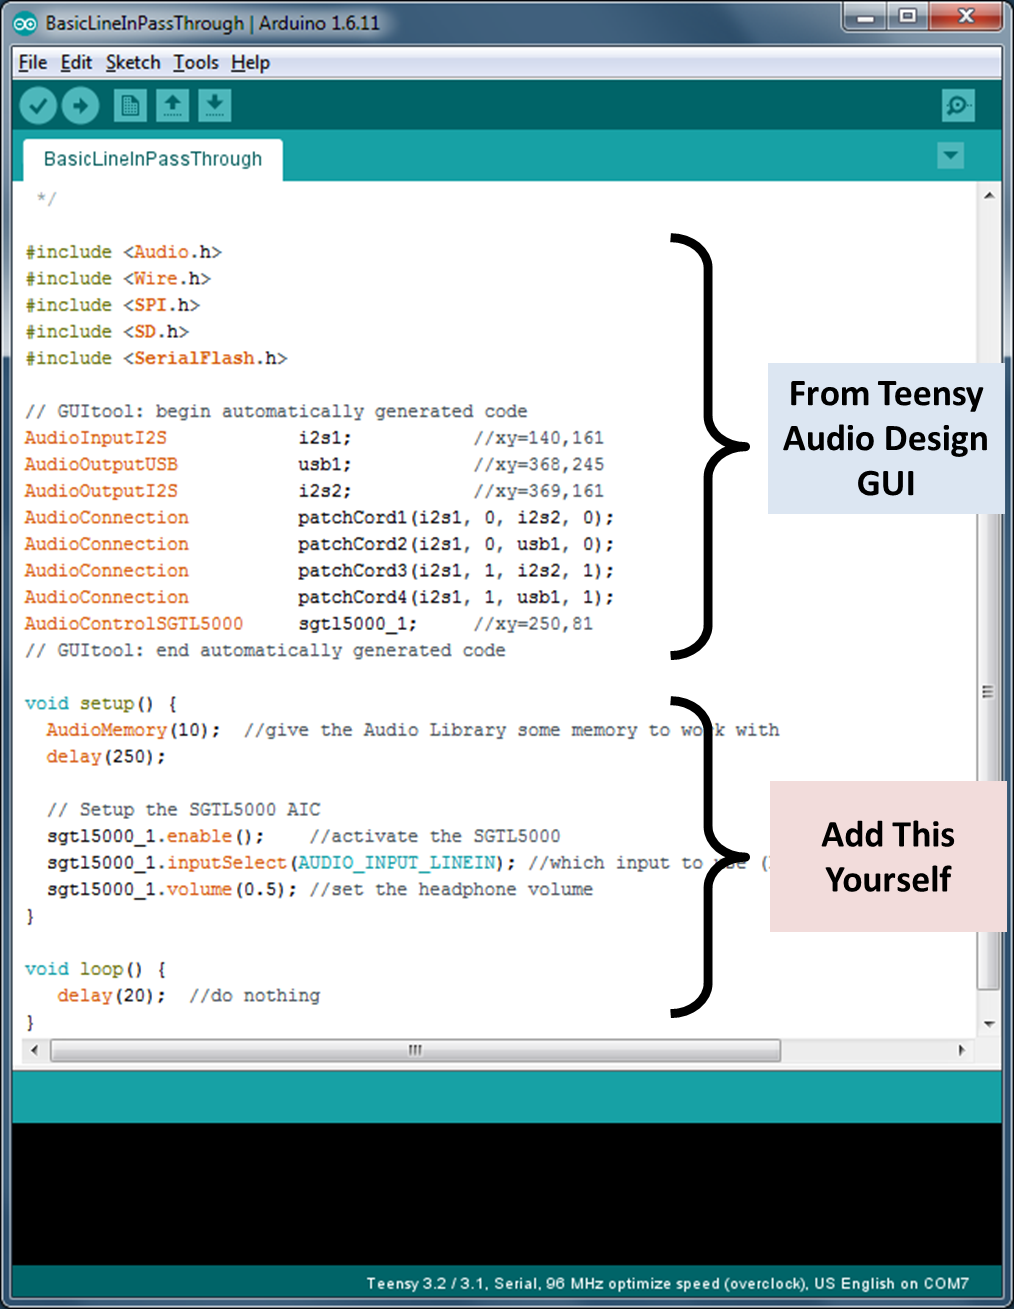 BasicLineInPassThrough | Arduino 1.6.11
File Edit Sketch Tools Help
BasicLineInPassThrough
*/
#include <Audio.h>
#include <Wire.h>
#include <SPI.h>
#include <SD.h>
#include <SerialFlash.h>
// GUItool: begin automatically generated code
AudioInputI2S i2s1; //xy=140,161
AudioOutputUSB usb1; //xy=368,245
AudioOutputI2S i2s2; //xy=369,161
AudioConnection patchCord1(i2s1, 0, i2s2, 0);
AudioConnection patchCord2(i2s1, 0, usb1, 0);
AudioConnection patchCord3(i2s1, 1, i2s2, 1);
AudioConnection patchCord4(i2s1, 1, usb1, 1);
AudioControlSGTL5000 sgtl5000_1; //xy=250,81
// GUItool: end automatically generated code
From Teensy
Audio Design
GUI
void setup() {
AudioMemory(10); //give the Audio Library some memory to work with
delay(250);
// Setup the SGTL5000 AIC
sgtl5000_1.enable(); //activate the SGTL5000
sgtl5000_1.inputSelect(AUDIO_INPUT_LINEIN); //which input to use (
sgtl5000_1.volume(0.5); //set the headphone volume
}
void loop() {
delay(20); //do nothing
}
Add This
Yourself
Teensy 3.2 / 3.1, Serial, 96 MHz optimize speed (overclock), US English on COM7